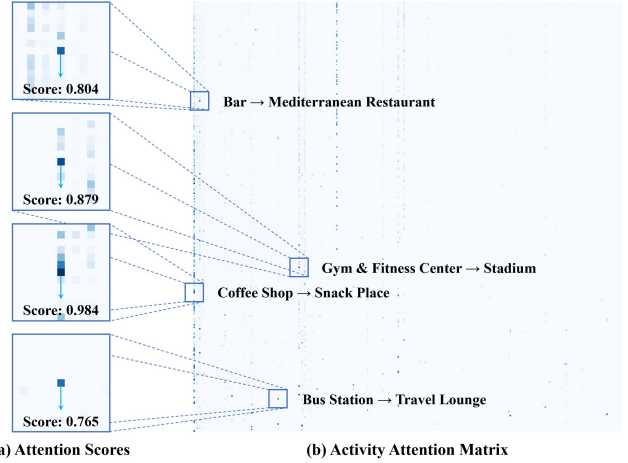 Score: 0.804
Bar → Mediterranean Restaurant
Score: 0.879
Gym & Fitness Center → Stadium
Coffee Shop → Snack Place
Score: 0.984
Bus Station → Travel Lounge
Score: 0.765
a) Attention Scores
(b) Activity Attention Matrix